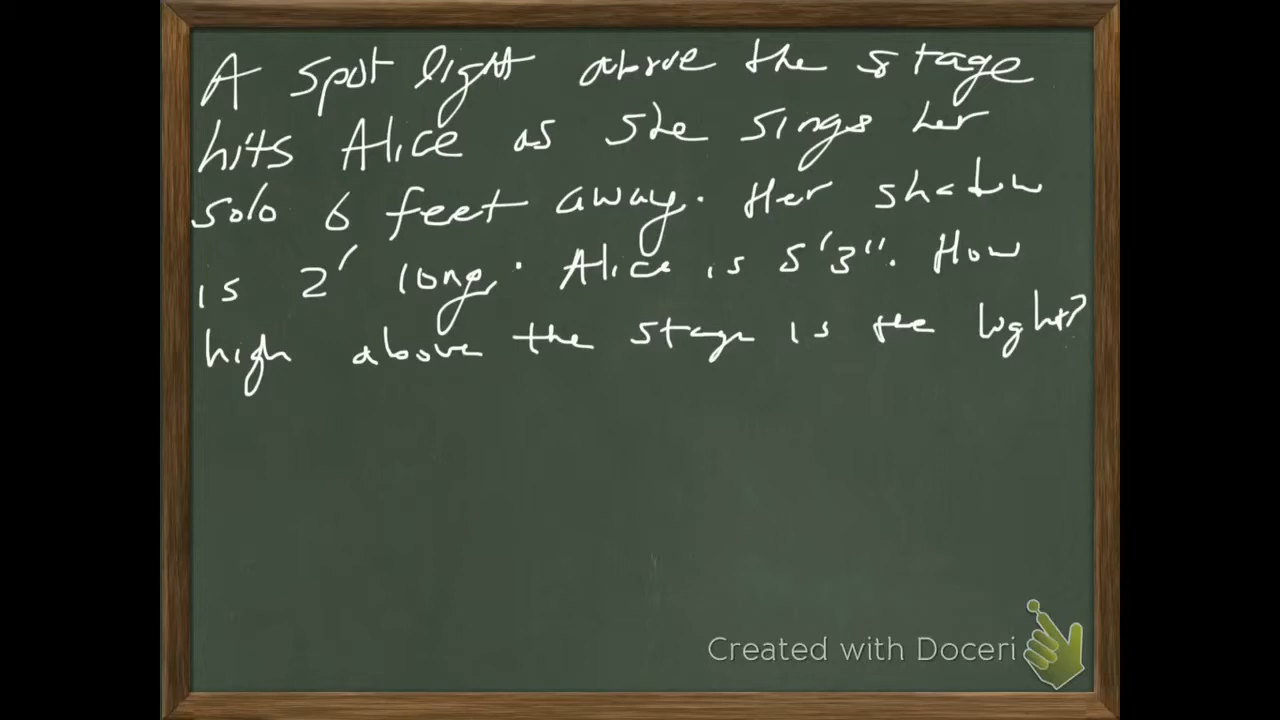 A spot light above the stage
hits Alice as she sings her
solo 6 feet away. Her shadow
is 2' long. Alice is 5'3". How
high above the stage is the light?
Created with Doceri